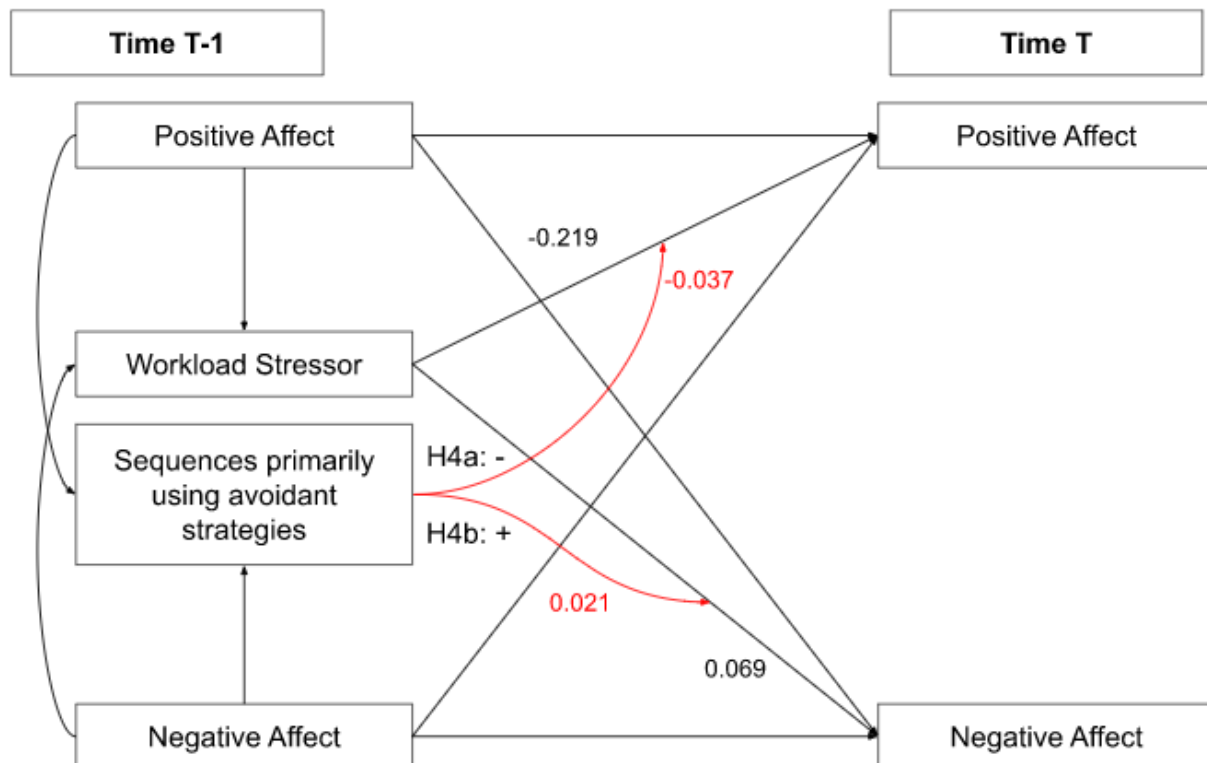 Time T-1
Time T
Positive Affect
Positive Affect
-0.219
-0.037
Workload Stressor
Sequences primarily
using avoidant
strategies
H4a: -
H4b: +
0.021
0.069
Negative Affect
Negative Affect